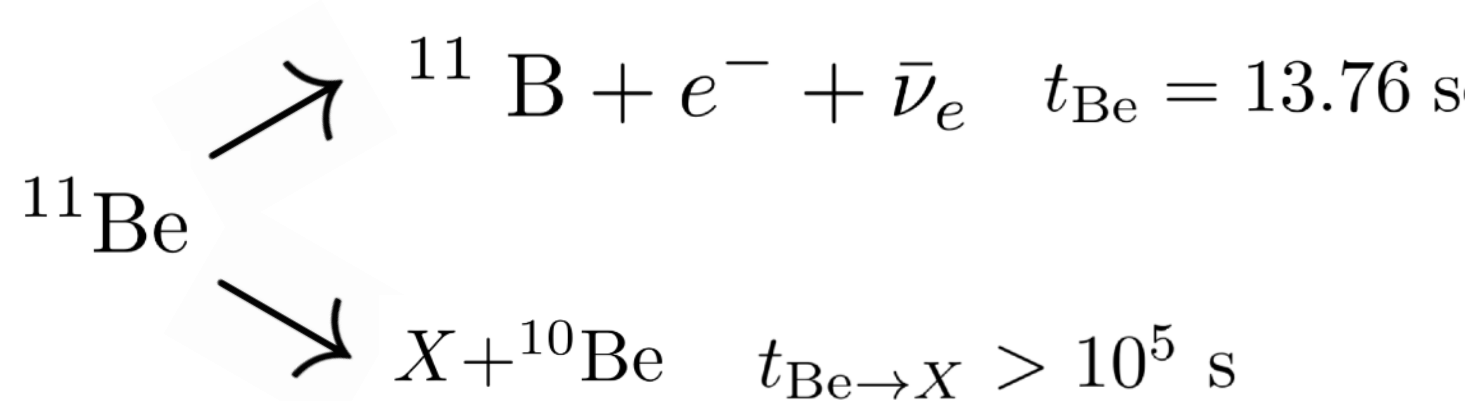 ¹¹B + e⁻ + ν̄ₑ t_Be = 13.76 s
¹¹Be
X+¹⁰Be t_Be→X > 10⁵ s